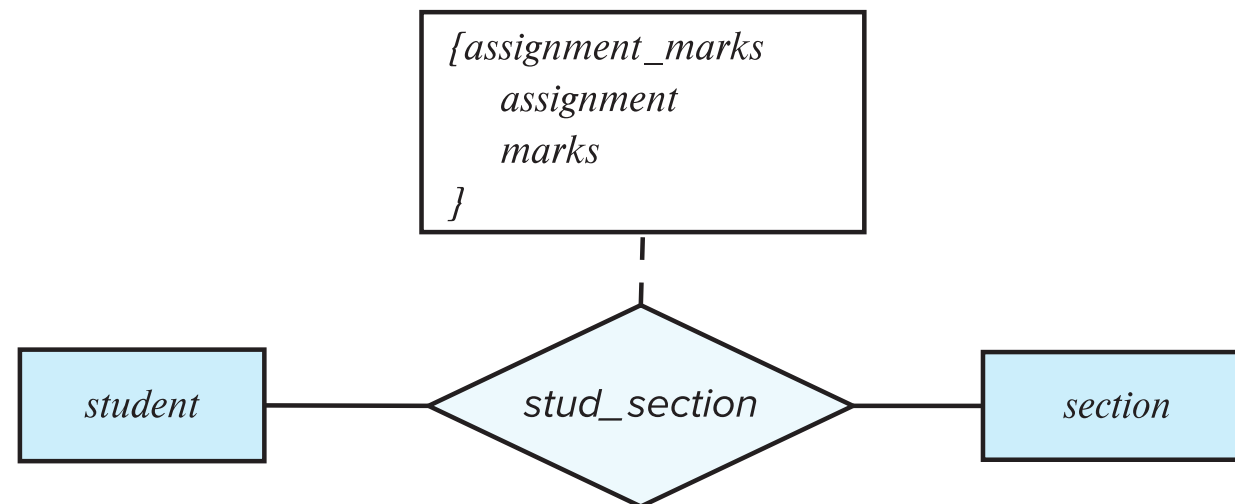 {assignment_marks
assignment
marks
}
student
stud_section
section